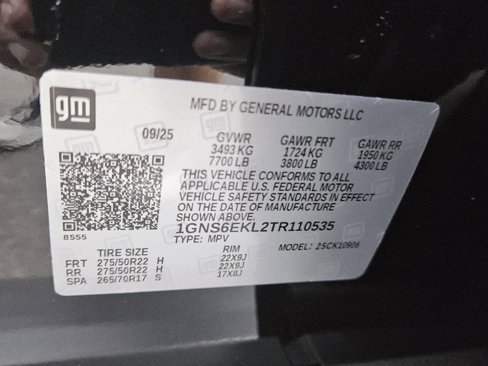 gm
MFD BY GENERAL MOTORS LLC
09/25 GVWR GAWR FRT GAWR RR
3493 KG 1724 KG 1950 KG
7700 LB 3800 LB 4300 LB
THIS VEHICLE CONFORMS TO ALL
APPLICABLE U.S. FEDERAL MOTOR
VEHICLE SAFETY STANDARDS IN EFFECT
ON THE DATE OF MANUFACTURE
SHOWN ABOVE.
1GNS6EKL2TR110535
8555 TYPE: MPV MODEL: 25CK10906
TIRE SIZE RIM
FRT 275/50R22 H 22X9J
RR 275/50R22 H 22X9J
SPA 265/70R17 S 17X8J